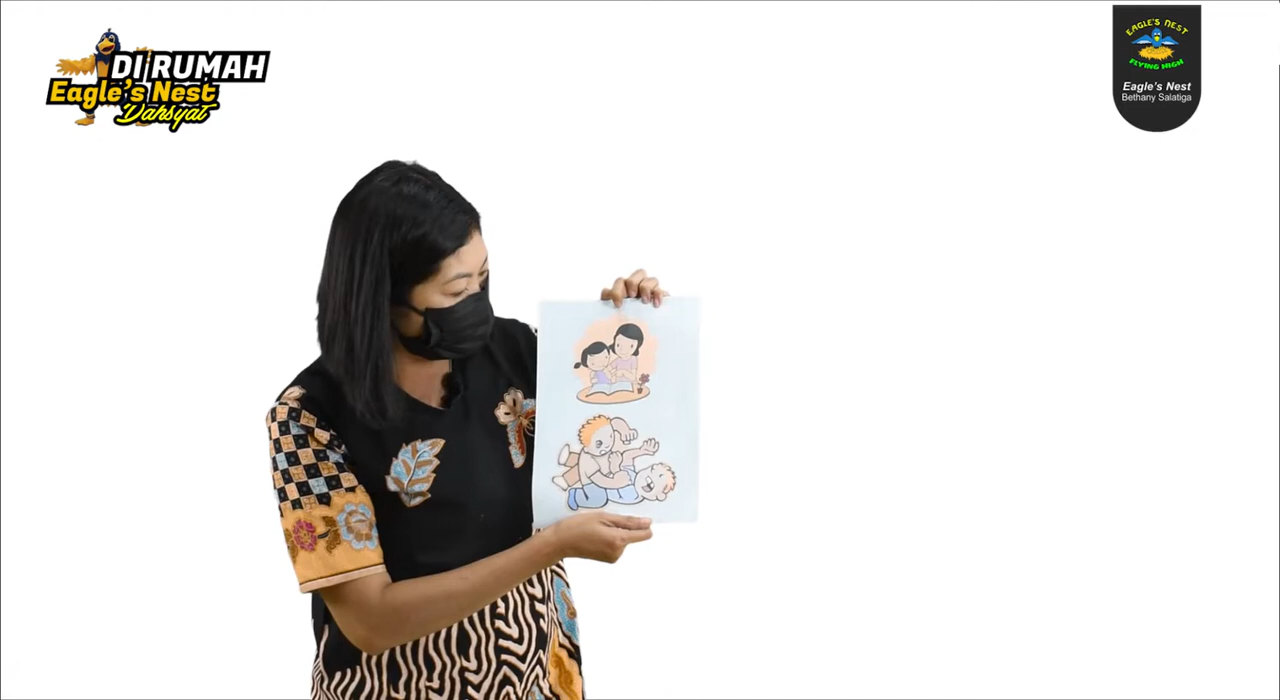 DI RUMAH
Eagle's Nest
Dahsyat
EAGLE'S NEST
FLYING HIGH
Eagle's Nest
Bethany Salatiga